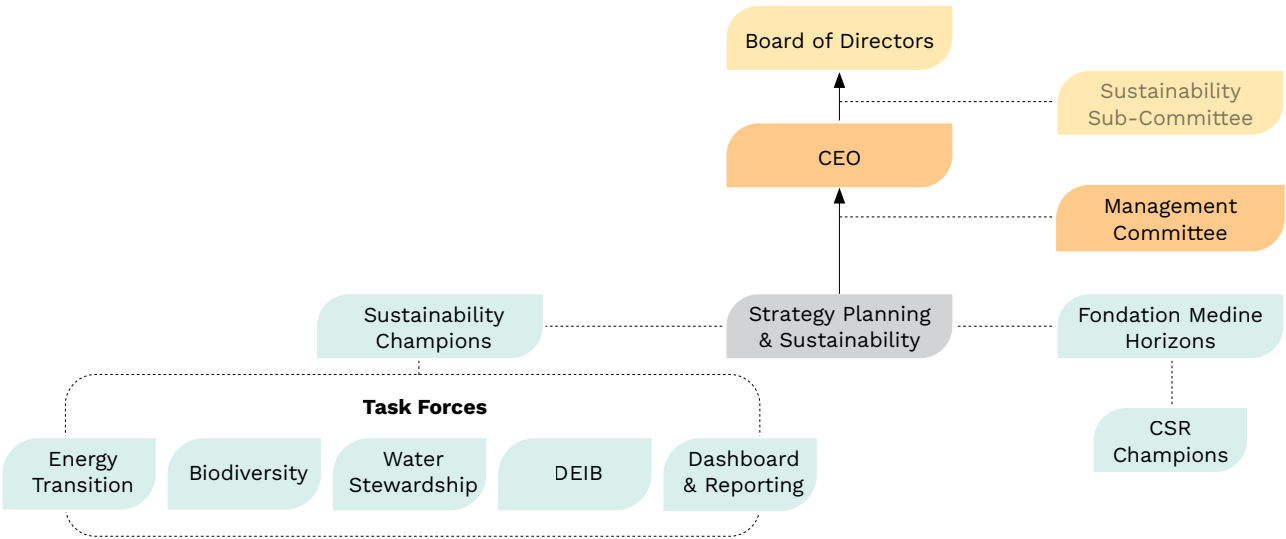 Board of Directors
Sustainability
Sub-Committee
CEO
Management
Committee
Sustainability
Champions
Strategy Planning
& Sustainability
Fondation Medine
Horizons
Task Forces
CSR
Champions
Energy
Transition
Biodiversity
Water
Stewardship
DEIB
Dashboard
& Reporting